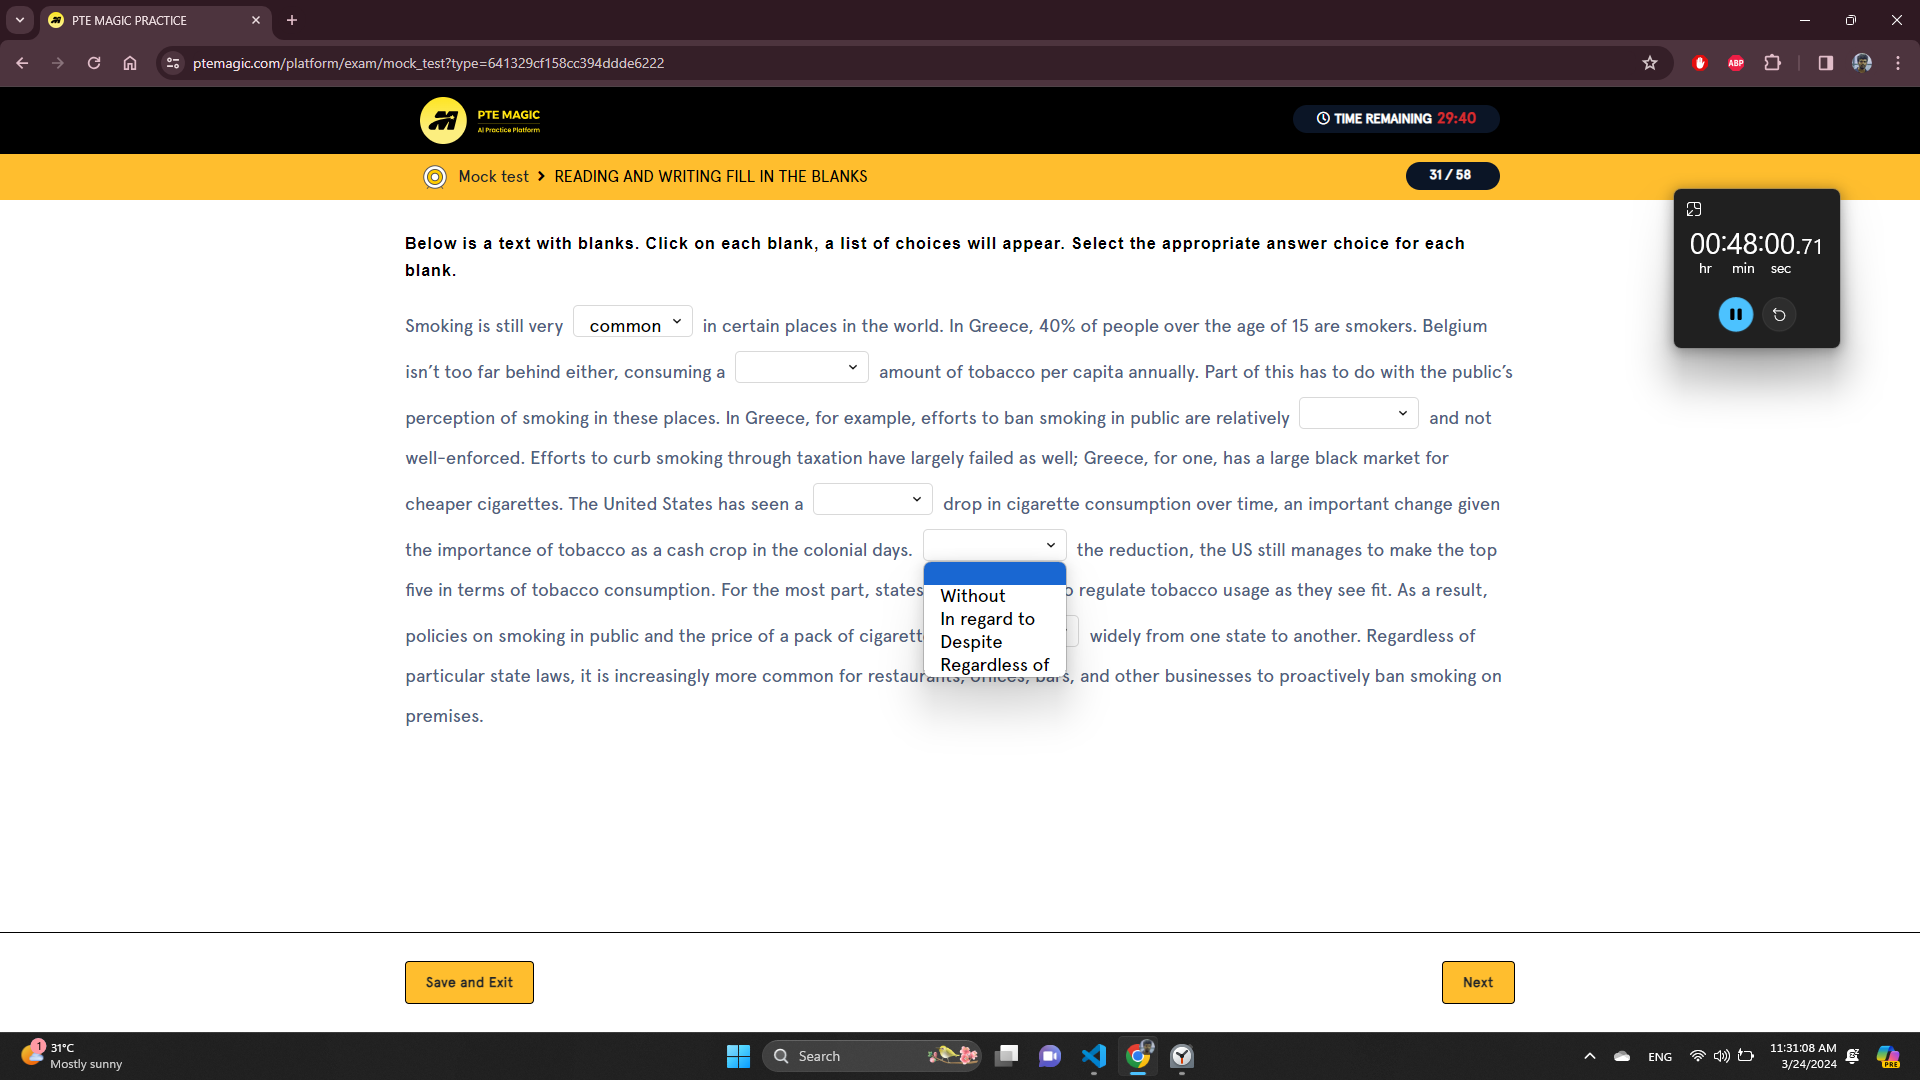 PTE MAGIC PRACTICE
ptemagic.com/platform/exam/mock_test?type=641329cf158cc394ddde6222
ABP
PTE MAGIC
AI Practice Platform
TIME REMAINING 29:40
Mock test > READING AND WRITING FILL IN THE BLANKS
31 / 58
00:48:00.71
hr min sec
Below is a text with blanks. Click on each blank, a list of choices will appear. Select the appropriate answer choice for each
blank.
Smoking is still very common in certain places in the world. In Greece, 40% of people over the age of 15 are smokers. Belgium
isn’t too far behind either, consuming a amount of tobacco per capita annually. Part of this has to do with the public’s
perception of smoking in these places. In Greece, for example, efforts to ban smoking in public are relatively and not
well-enforced. Efforts to curb smoking through taxation have largely failed as well; Greece, for one, has a large black market for
cheaper cigarettes. The United States has seen a drop in cigarette consumption over time, an important change given
the importance of tobacco as a cash crop in the colonial days. the reduction, the US still manages to make the top
five in terms of tobacco consumption. For the most part, states regulate tobacco usage as they see fit. As a result,
policies on smoking in public and the price of a pack of cigarett widely from one state to another. Regardless of
particular state laws, it is increasingly more common for restaurants, offices, bars, and other businesses to proactively ban smoking on
premises.
Without
In regard to
Despite
Regardless of
Save and Exit
Next
1
31°C
Mostly sunny
Search
ENG
11:31:08 AM
3/24/2024
PRE